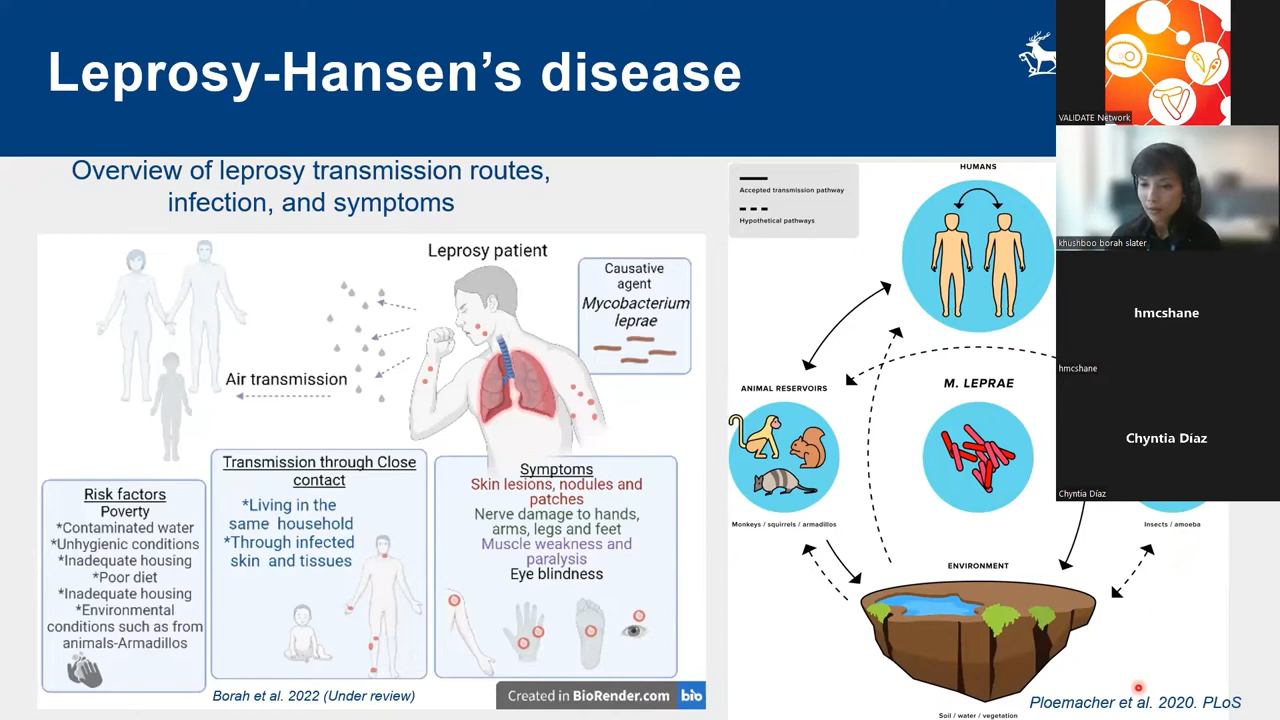 Leprosy-Hansen's disease
Overview of leprosy transmission routes,
infection, and symptoms
Leprosy patient
Causative
agent
Mycobacterium
leprae
Air transmission
Risk factors
Poverty
*Contaminated water
*Unhygienic conditions
*Inadequate housing
*Poor diet
*Inadequate housing
*Environmental
conditions such as from
animals-Armadillos
Transmission through Close
contact
*Living in the
same household
*Through infected
skin and tissues
Symptoms
Skin lesions, nodules and
patches
Nerve damage to hands,
arms, legs and feet
Muscle weakness and
paralysis
Eye blindness
Borah et al. 2022 (Under review)
Created in BioRender.com bio
Accepted transmission pathway
Hypothetical pathways
HUMANS
ANIMAL RESERVOIRS
M. LEPRAE
Monkeys / squirrels / armadillos
Insects / amoeba
ENVIRONMENT
Soil / water / vegetation
Ploemacher et al. 2020. PLoS
VALIDATE Network
khushboo borah slater
hmcshane
hmcshane
Chyntia Díaz
Chyntia Díaz